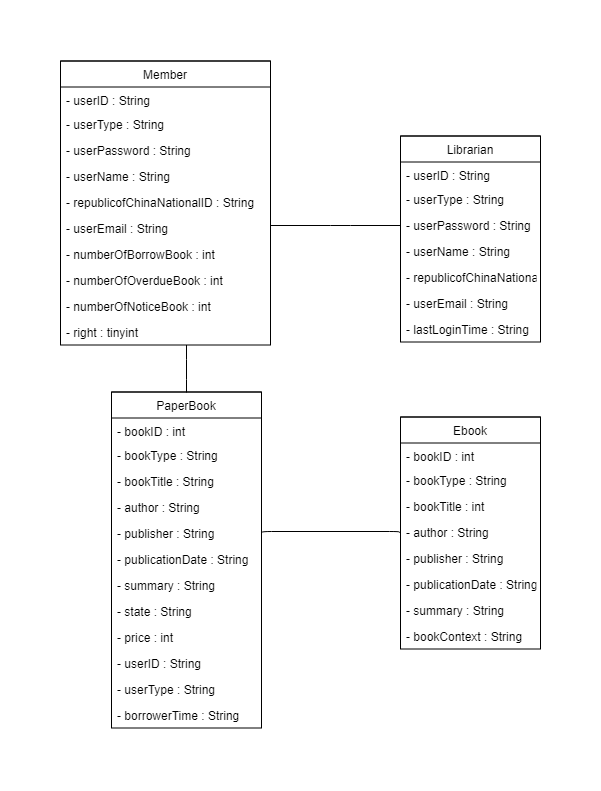 Member
- userID : String
- userType : String
- userPassword : String
- userName : String
- republicofChinaNationalID : String
- userEmail : String
- numberOfBorrowBook : int
- numberOfOverdueBook : int
- numberOfNoticeBook : int
- right : tinyint
Librarian
- userID : String
- userType : String
- userPassword : String
- userName : String
- republicofChinaNationa
- userEmail : String
- lastLoginTime : String
PaperBook
- bookID : int
- bookType : String
- bookTitle : String
- author : String
- publisher : String
- publicationDate : String
- summary : String
- state : String
- price : int
- userID : String
- userType : String
- borrowerTime : String
Ebook
- bookID : int
- bookType : String
- bookTitle : int
- author : String
- publisher : String
- publicationDate : String
- summary : String
- bookContext : String